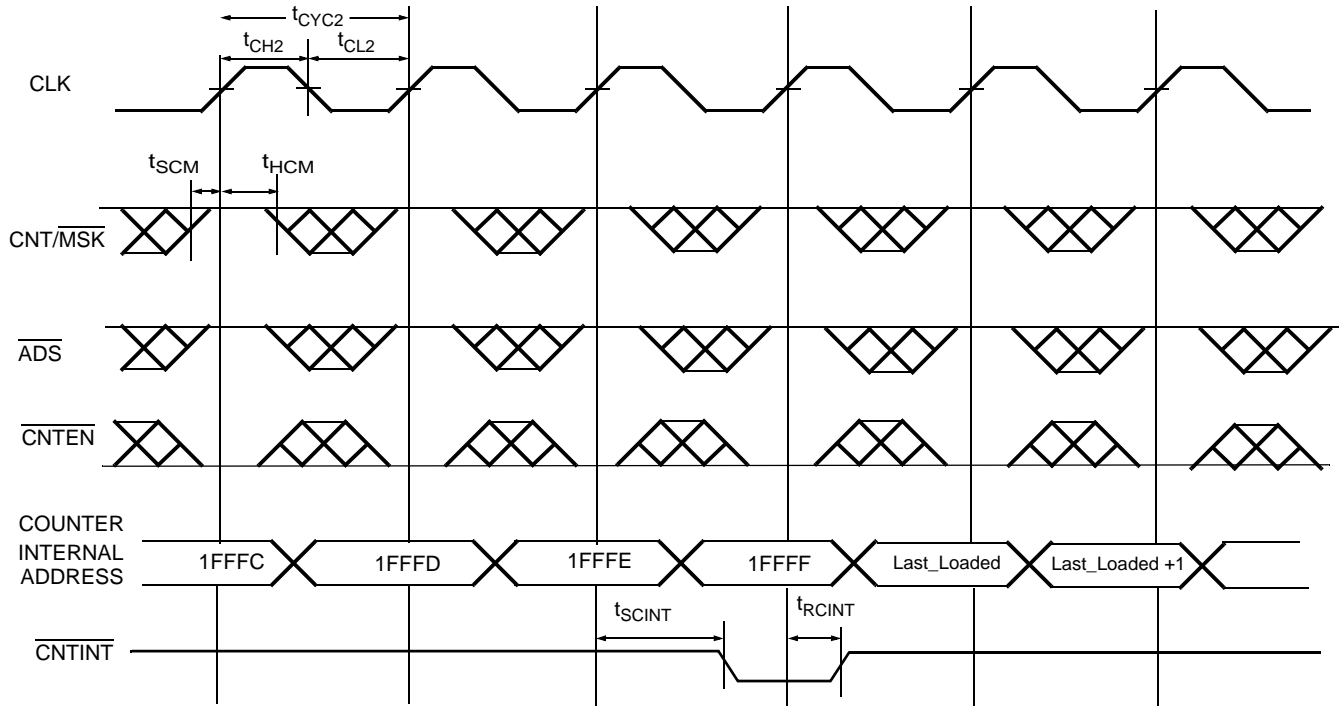 tCYC2
tCH2 tCL2
CLK
tSCM tHCM
CNT/MSK
ADS
CNTEN
COUNTER
INTERNAL
ADDRESS
1FFFC 1FFFD 1FFFE 1FFFF Last_Loaded Last_Loaded +1
tSCINT tRCINT
CNTINT